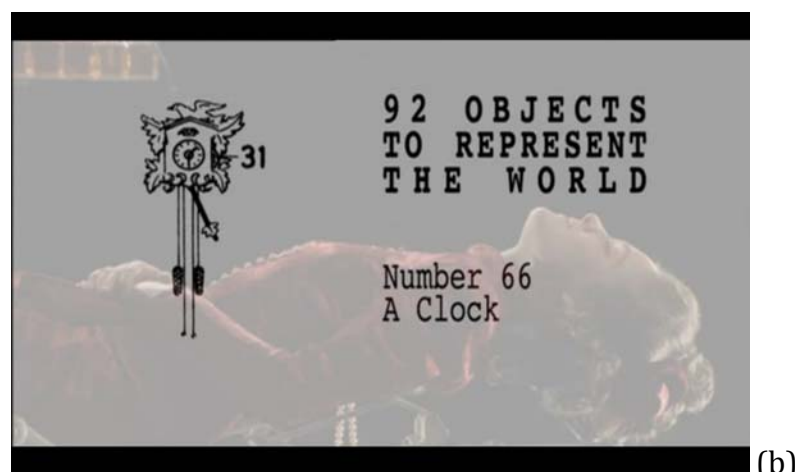 92 OBJECTS
TO REPRESENT
THE WORLD
31
Number 66
A Clock
(b)